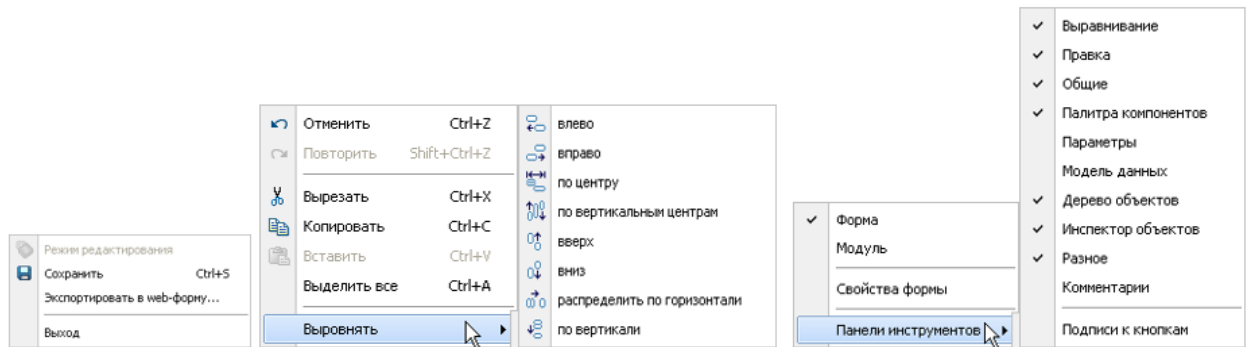 Режим редактирования
Сохранить Ctrl+S
Экспортировать в web-форму...
Выход
Отменить Ctrl+Z
Повторить Shift+Ctrl+Z
Вырезать Ctrl+X
Копировать Ctrl+C
Вставить Ctrl+V
Выделить все Ctrl+A
Выровнять
влево
вправо
по центру
по вертикальным центрам
вверх
вниз
распределить по горизонтали
по вертикали
Форма
Модуль
Свойства формы
Панели инструментов
Выравнивание
Правка
Общие
Палитра компонентов
Параметры
Модель данных
Дерево объектов
Инспектор объектов
Разное
Комментарии
Подписи к кнопкам